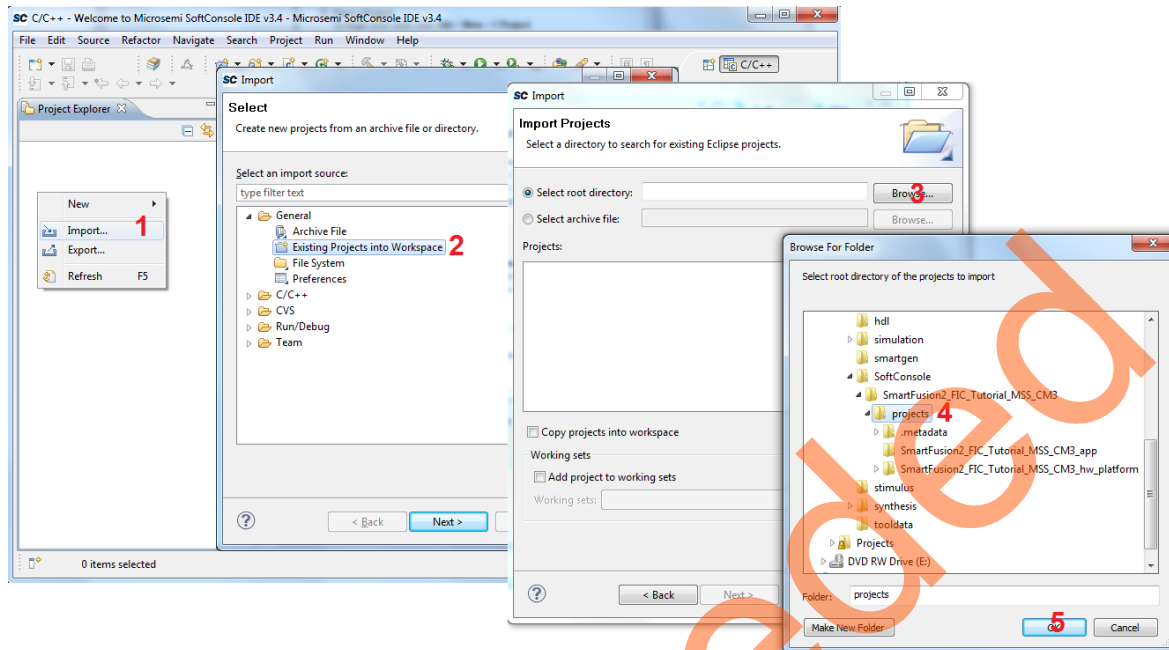 SC C/C++ - Welcome to Microsemi SoftConsole IDE v3.4 - Microsemi SoftConsole IDE v3.4
File Edit Source Refactor Navigate Search Project Run Window Help
C/C++
Project Explorer
New
Import... 1
Export...
Refresh F5
0 items selected
SC Import
Select
Create new projects from an archive file or directory.
Select an import source:
type filter text
General
Archive File
Existing Projects into Workspace 2
File System
Preferences
C/C++
CVS
Run/Debug
Team
? < Back Next >
SC Import
Import Projects
Select a directory to search for existing Eclipse projects.
Select root directory: Browse... 3
Select archive file: Browse...
Projects:
Copy projects into workspace
Working sets
Add project to working sets
Working sets:
? < Back Next >
Browse For Folder
Select root directory of the projects to import
hdl
simulation
smartgen
SoftConsole
SmartFusion2_FIC_Tutorial_MSS_CM3
projects 4
.metadata
SmartFusion2_FIC_Tutorial_MSS_CM3_app
SmartFusion2_FIC_Tutorial_MSS_CM3_hw_platform
stimulus
synthesis
tooldata
Projects
DVD RW Drive (E:)
Folder: projects
Make New Folder OK 5 Cancel